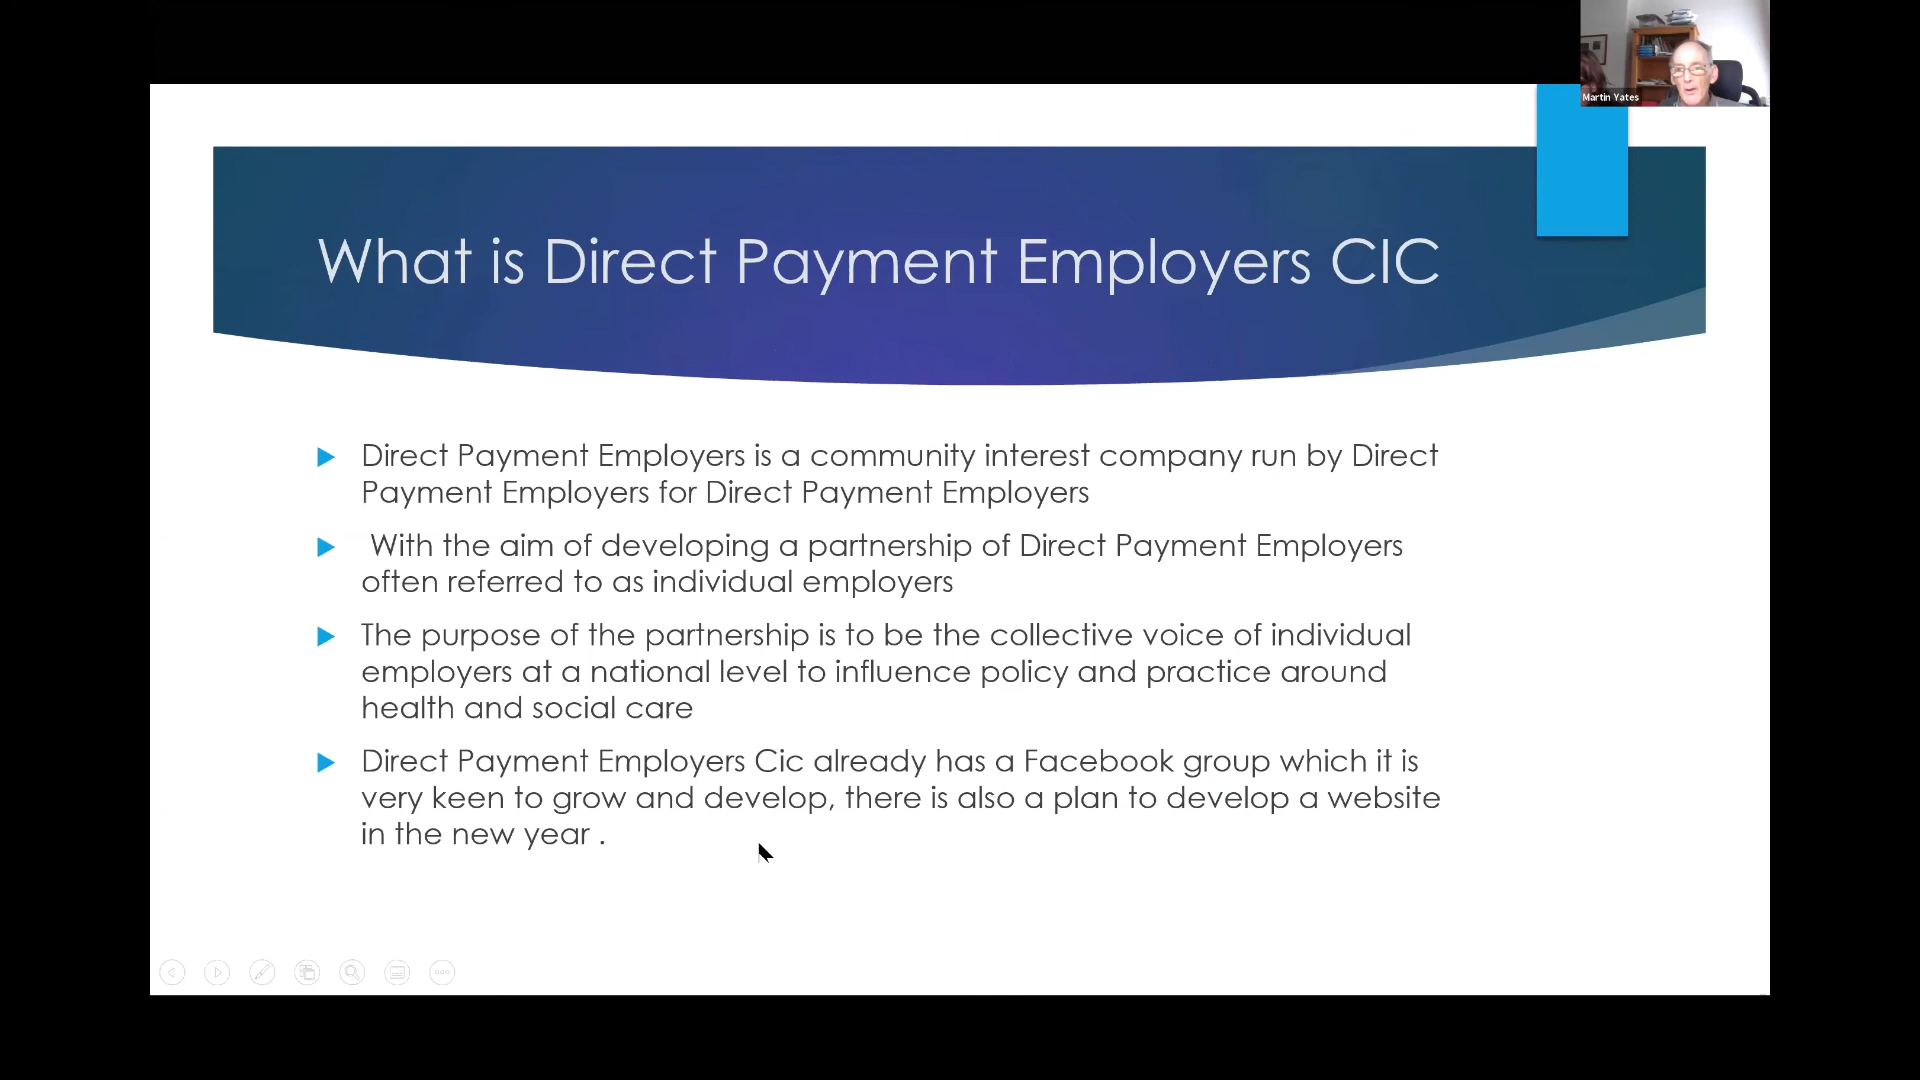 Martin Yates
What is Direct Payment Employers CIC
Direct Payment Employers is a community interest company run by Direct
Payment Employers for Direct Payment Employers
With the aim of developing a partnership of Direct Payment Employers
often referred to as individual employers
The purpose of the partnership is to be the collective voice of individual
employers at a national level to influence policy and practice around
health and social care
Direct Payment Employers Cic already has a Facebook group which it is
very keen to grow and develop, there is also a plan to develop a website
in the new year .